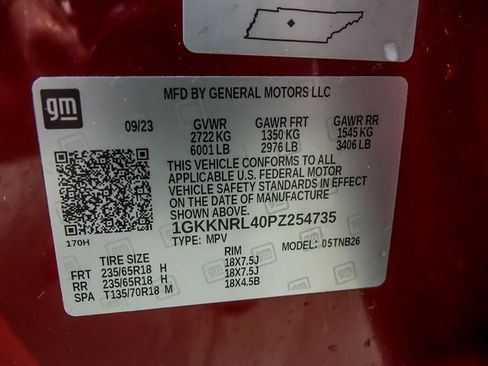 gm
MFD BY GENERAL MOTORS LLC
09/23 GVWR GAWR FRT GAWR RR
2722 KG 1350 KG 1545 KG
6001 LB 2976 LB 3406 LB
THIS VEHICLE CONFORMS TO ALL
APPLICABLE U.S. FEDERAL MOTOR
VEHICLE SAFETY STANDARDS IN EFFECT
ON THE DATE OF MANUFACTURE
SHOWN ABOVE.
1GKKNRL40PZ254735
170H TYPE: MPV MODEL: 05TNB26
TIRE SIZE RIM
FRT 235/65R18 H 18X7.5J
RR 235/65R18 H 18X7.5J
SPA T135/70R18 M 18X4.5B